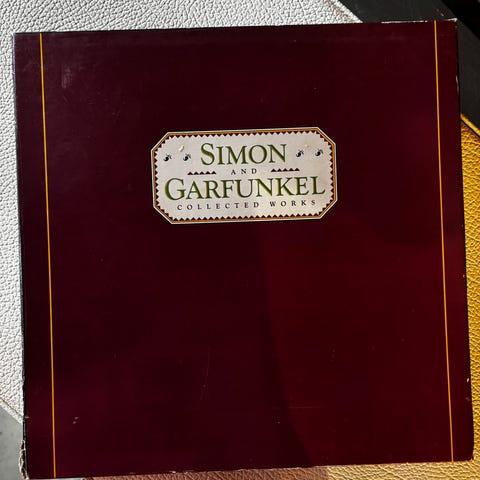 SIMON
AND
GARFUNKEL
COLLECTED WORKS